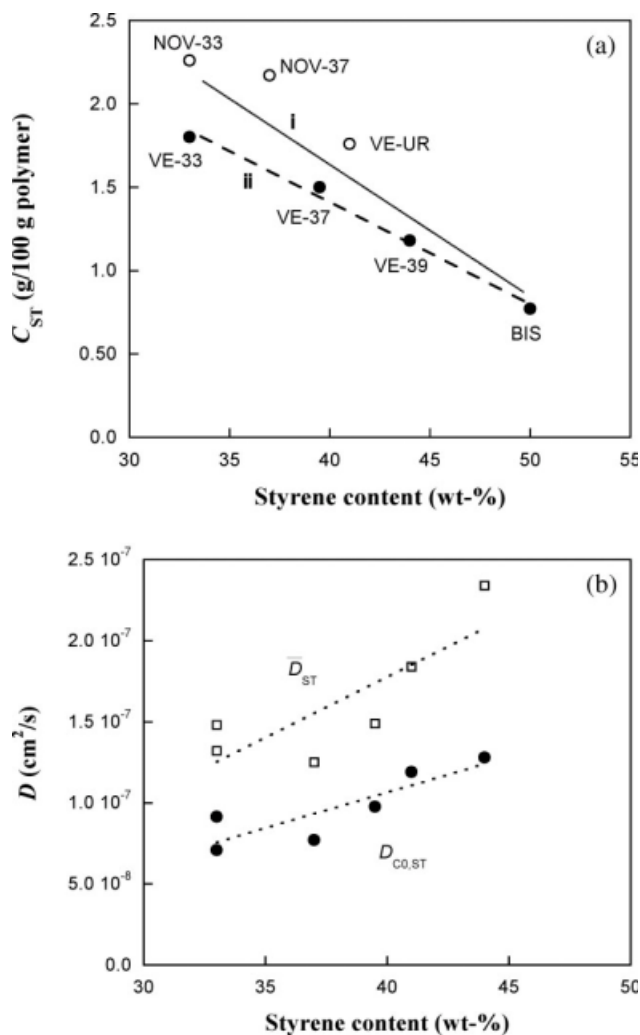 (a)
2.5
2.0
1.5
1.0
0.50
0.0
C_ST (g/100 g polymer)
NOV-33
NOV-37
i
VE-UR
VE-33
ii
VE-37
VE-39
BIS
30 35 40 45 50 55
Styrene content (wt-%)
(b)
2.5 10⁻⁷
2.0 10⁻⁷
1.5 10⁻⁷
1.0 10⁻⁷
5.0 10⁻⁸
0.0
D (cm²/s)
D̅_ST
D_C0,ST
30 35 40 45 50
Styrene content (wt-%)